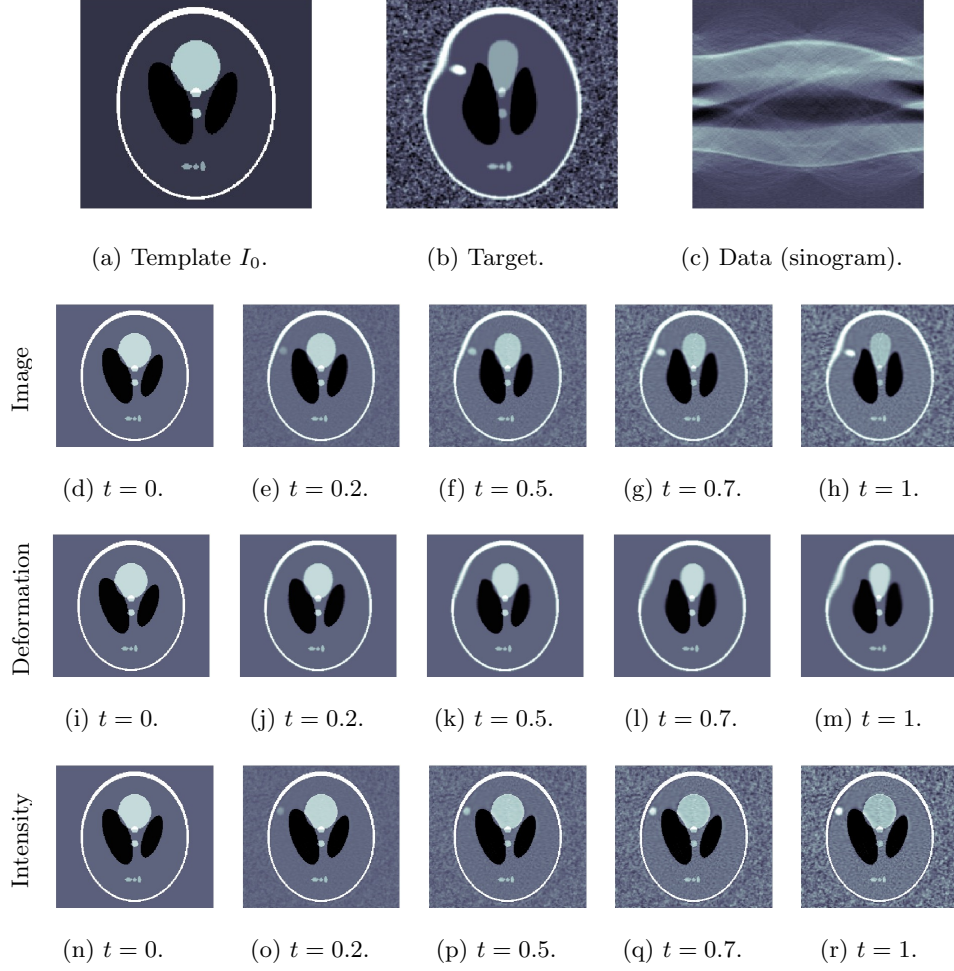 (a) Template I₀.
(b) Target.
(c) Data (sinogram).
Image
(d) t = 0.
(e) t = 0.2.
(f) t = 0.5.
(g) t = 0.7.
(h) t = 1.
Deformation
(i) t = 0.
(j) t = 0.2.
(k) t = 0.5.
(l) t = 0.7.
(m) t = 1.
Intensity
(n) t = 0.
(o) t = 0.2.
(p) t = 0.5.
(q) t = 0.7.
(r) t = 1.